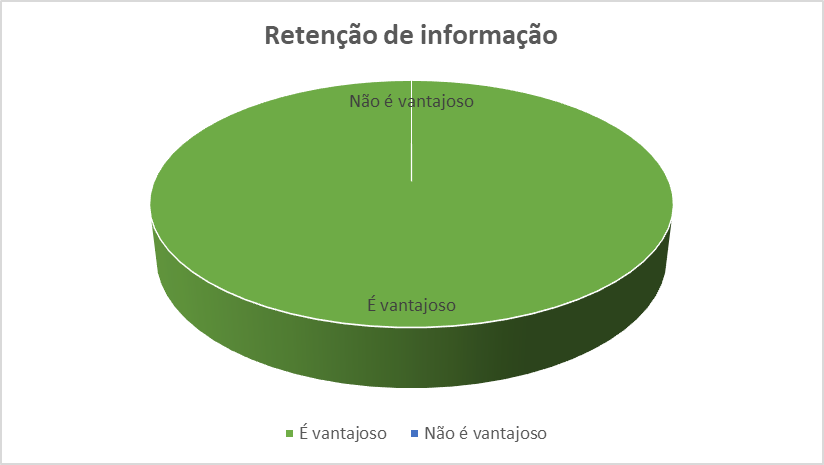 Retenção de informação
Não é vantajoso
É vantajoso
É vantajoso
Não é vantajoso